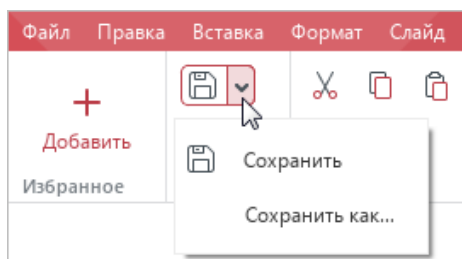 Файл Правка Вставка Формат Слайд
Добавить
Избранное
Сохранить
Сохранить как...